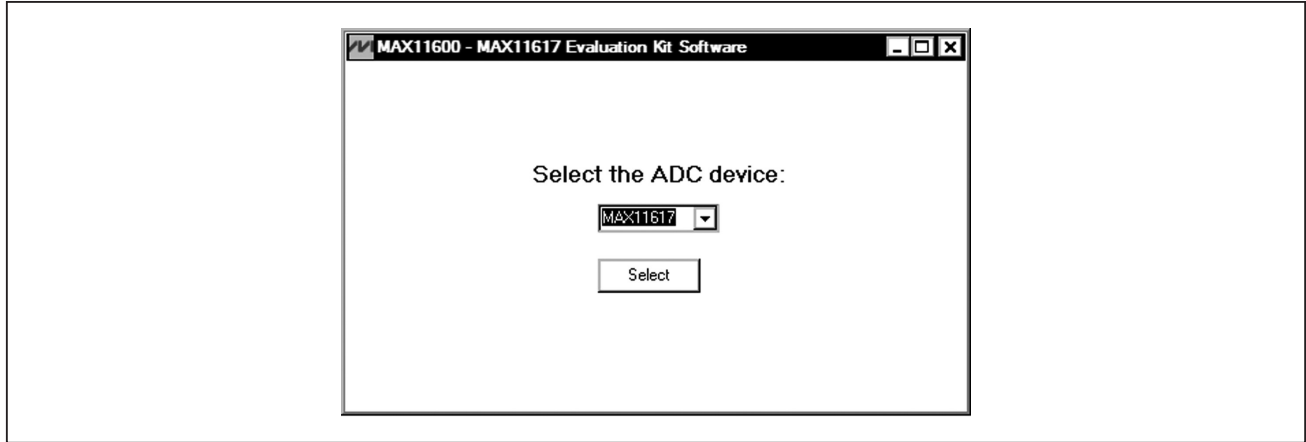 MAX11600 - MAX11617 Evaluation Kit Software
Select the ADC device:
MAX11617
Select